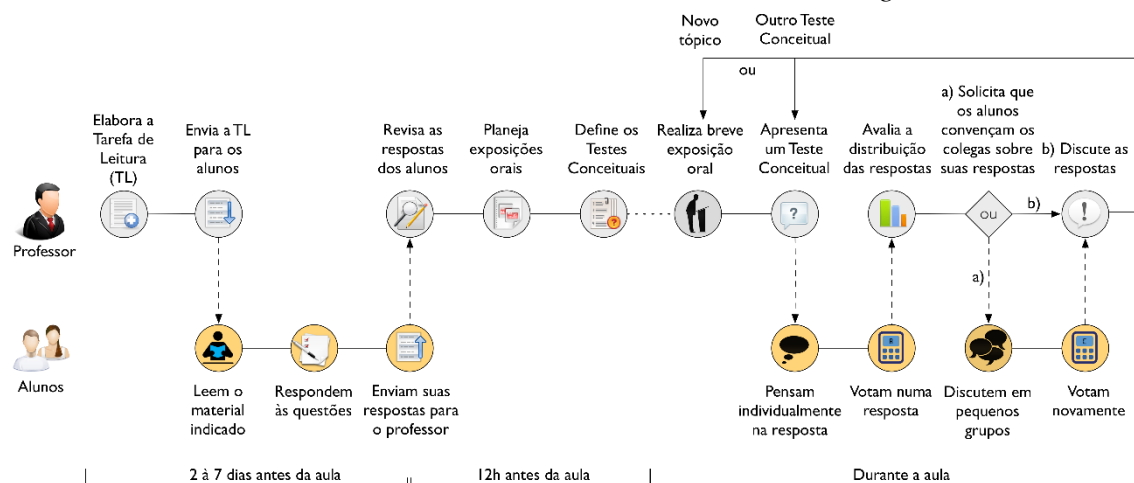 Novo
tópico
Outro Teste
Conceitual
ou
Elabora a
Tarefa de
Leitura
(TL)
Envia a TL
para os
alunos
Revisa as
respostas
dos alunos
Planeja
exposições
orais
Define os
Testes
Conceituais
Realiza breve
exposição
oral
Apresenta
um Teste
Conceitual
Avalia a
distribuição
das respostas
a) Solicita que
os alunos
convençam os
colegas sobre
suas respostas
b) Discute as
respostas
?
ou
b)
!
Professor
a)
Alunos
Leem o
material
indicado
Respondem
às questões
Enviam suas
respostas para
o professor
Pensam
individualmente
na resposta
Votam numa
resposta
Discutem em
pequenos
grupos
Votam
novamente
2 à 7 dias antes da aula
12h antes da aula
Durante a aula